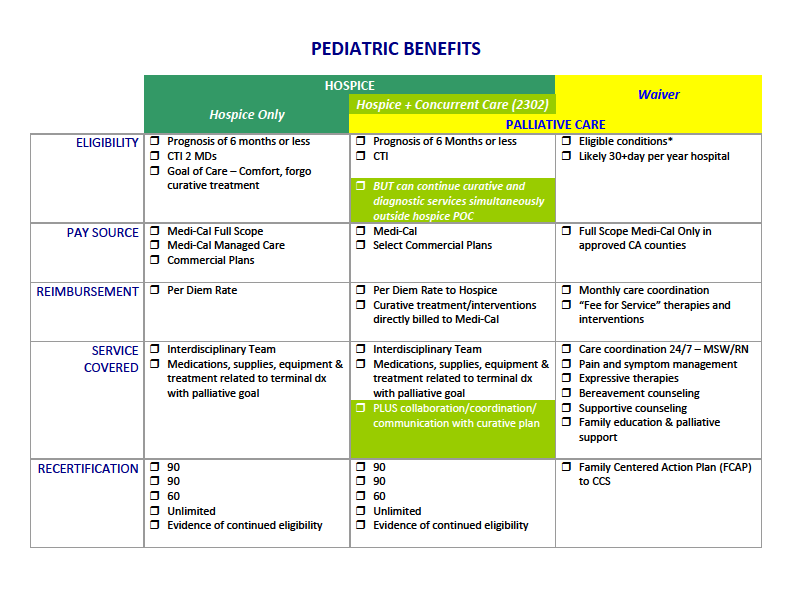 PEDIATRIC BENEFITS
HOSPICE
Hospice Only
Hospice + Concurrent Care (2302)
Waiver
PALLIATIVE CARE
ELIGIBILITY
❒ Prognosis of 6 months or less
❒ CTI 2 MDs
❒ Goal of Care – Comfort, forgo
curative treatment
❒ Prognosis of 6 Months or less
❒ CTI
❒ BUT can continue curative and
diagnostic services simultaneously
outside hospice POC
❒ Eligible conditions*
❒ Likely 30+day per year hospital
PAY SOURCE
❒ Medi-Cal Full Scope
❒ Medi-Cal Managed Care
❒ Commercial Plans
❒ Medi-Cal
❒ Select Commercial Plans
❒ Full Scope Medi-Cal Only in
approved CA counties
REIMBURSEMENT
❒ Per Diem Rate
❒ Per Diem Rate to Hospice
❒ Curative treatment/interventions
directly billed to Medi-Cal
❒ Monthly care coordination
❒ “Fee for Service” therapies and
interventions
SERVICE
COVERED
❒ Interdisciplinary Team
❒ Medications, supplies, equipment &
treatment related to terminal dx
with palliative goal
❒ Interdisciplinary Team
❒ Medications, supplies, equipment &
treatment related to terminal dx
with palliative goal
❒ PLUS collaboration/coordination/
communication with curative plan
❒ Care coordination 24/7 – MSW/RN
❒ Pain and symptom management
❒ Expressive therapies
❒ Bereavement counseling
❒ Supportive counseling
❒ Family education & palliative
support
RECERTIFICATION
❒ 90
❒ 90
❒ 60
❒ Unlimited
❒ Evidence of continued eligibility
❒ 90
❒ 90
❒ 60
❒ Unlimited
❒ Evidence of continued eligibility
❒ Family Centered Action Plan (FCAP)
to CCS